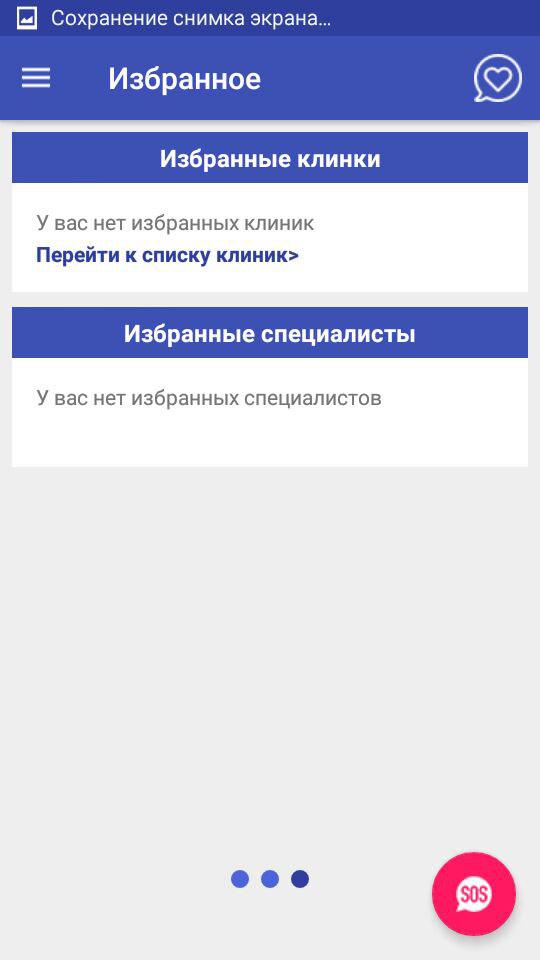 Сохранение снимка экрана...
Избранное
Избранные клинки
У вас нет избранных клиник
Перейти к списку клиник>
Избранные специалисты
У вас нет избранных специалистов
SOS